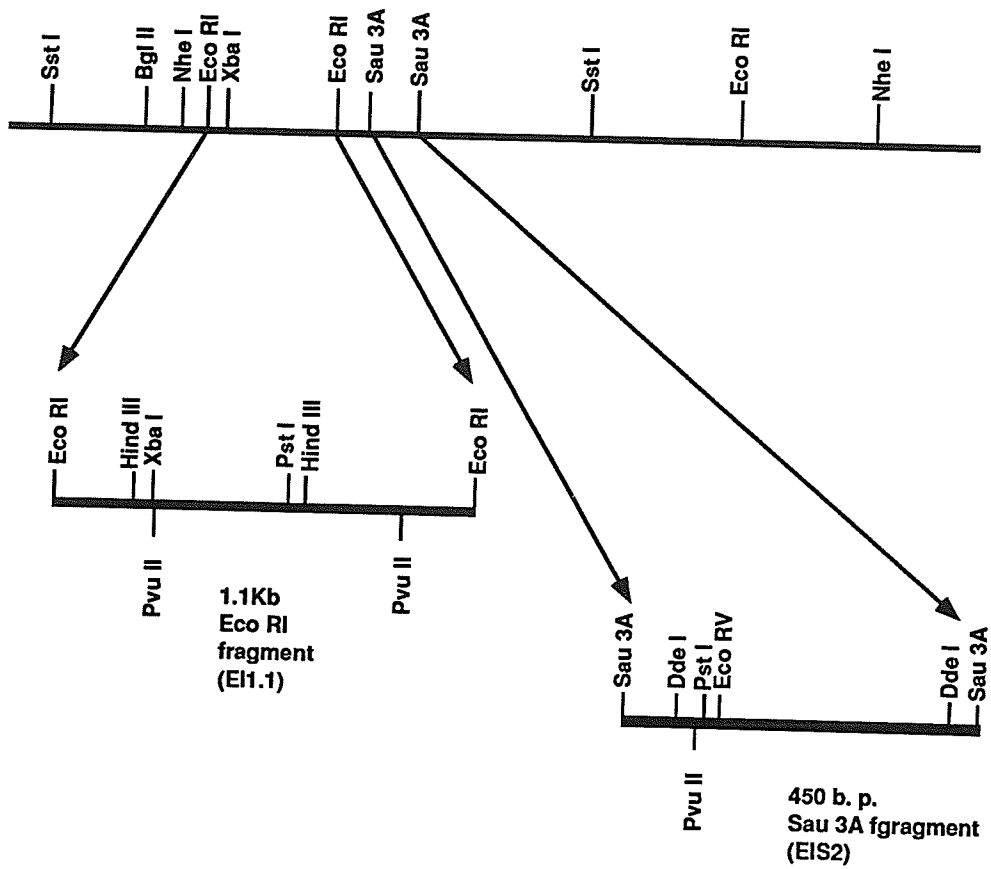 Sst I
Bgl II
Nhe I
Eco RI
Xba I
Eco RI
Sau 3A
Sau 3A
Sst I
Eco RI
Nhe I
Eco RI
Hind III
Xba I
Pst I
Hind III
Eco RI
Pvu II
Pvu II
1.1Kb
Eco RI
fragment
(EI1.1)
Sau 3A
Dde I
Pst I
Eco RV
Dde I
Sau 3A
Pvu II
450 b. p.
Sau 3A fgragment
(EIS2)